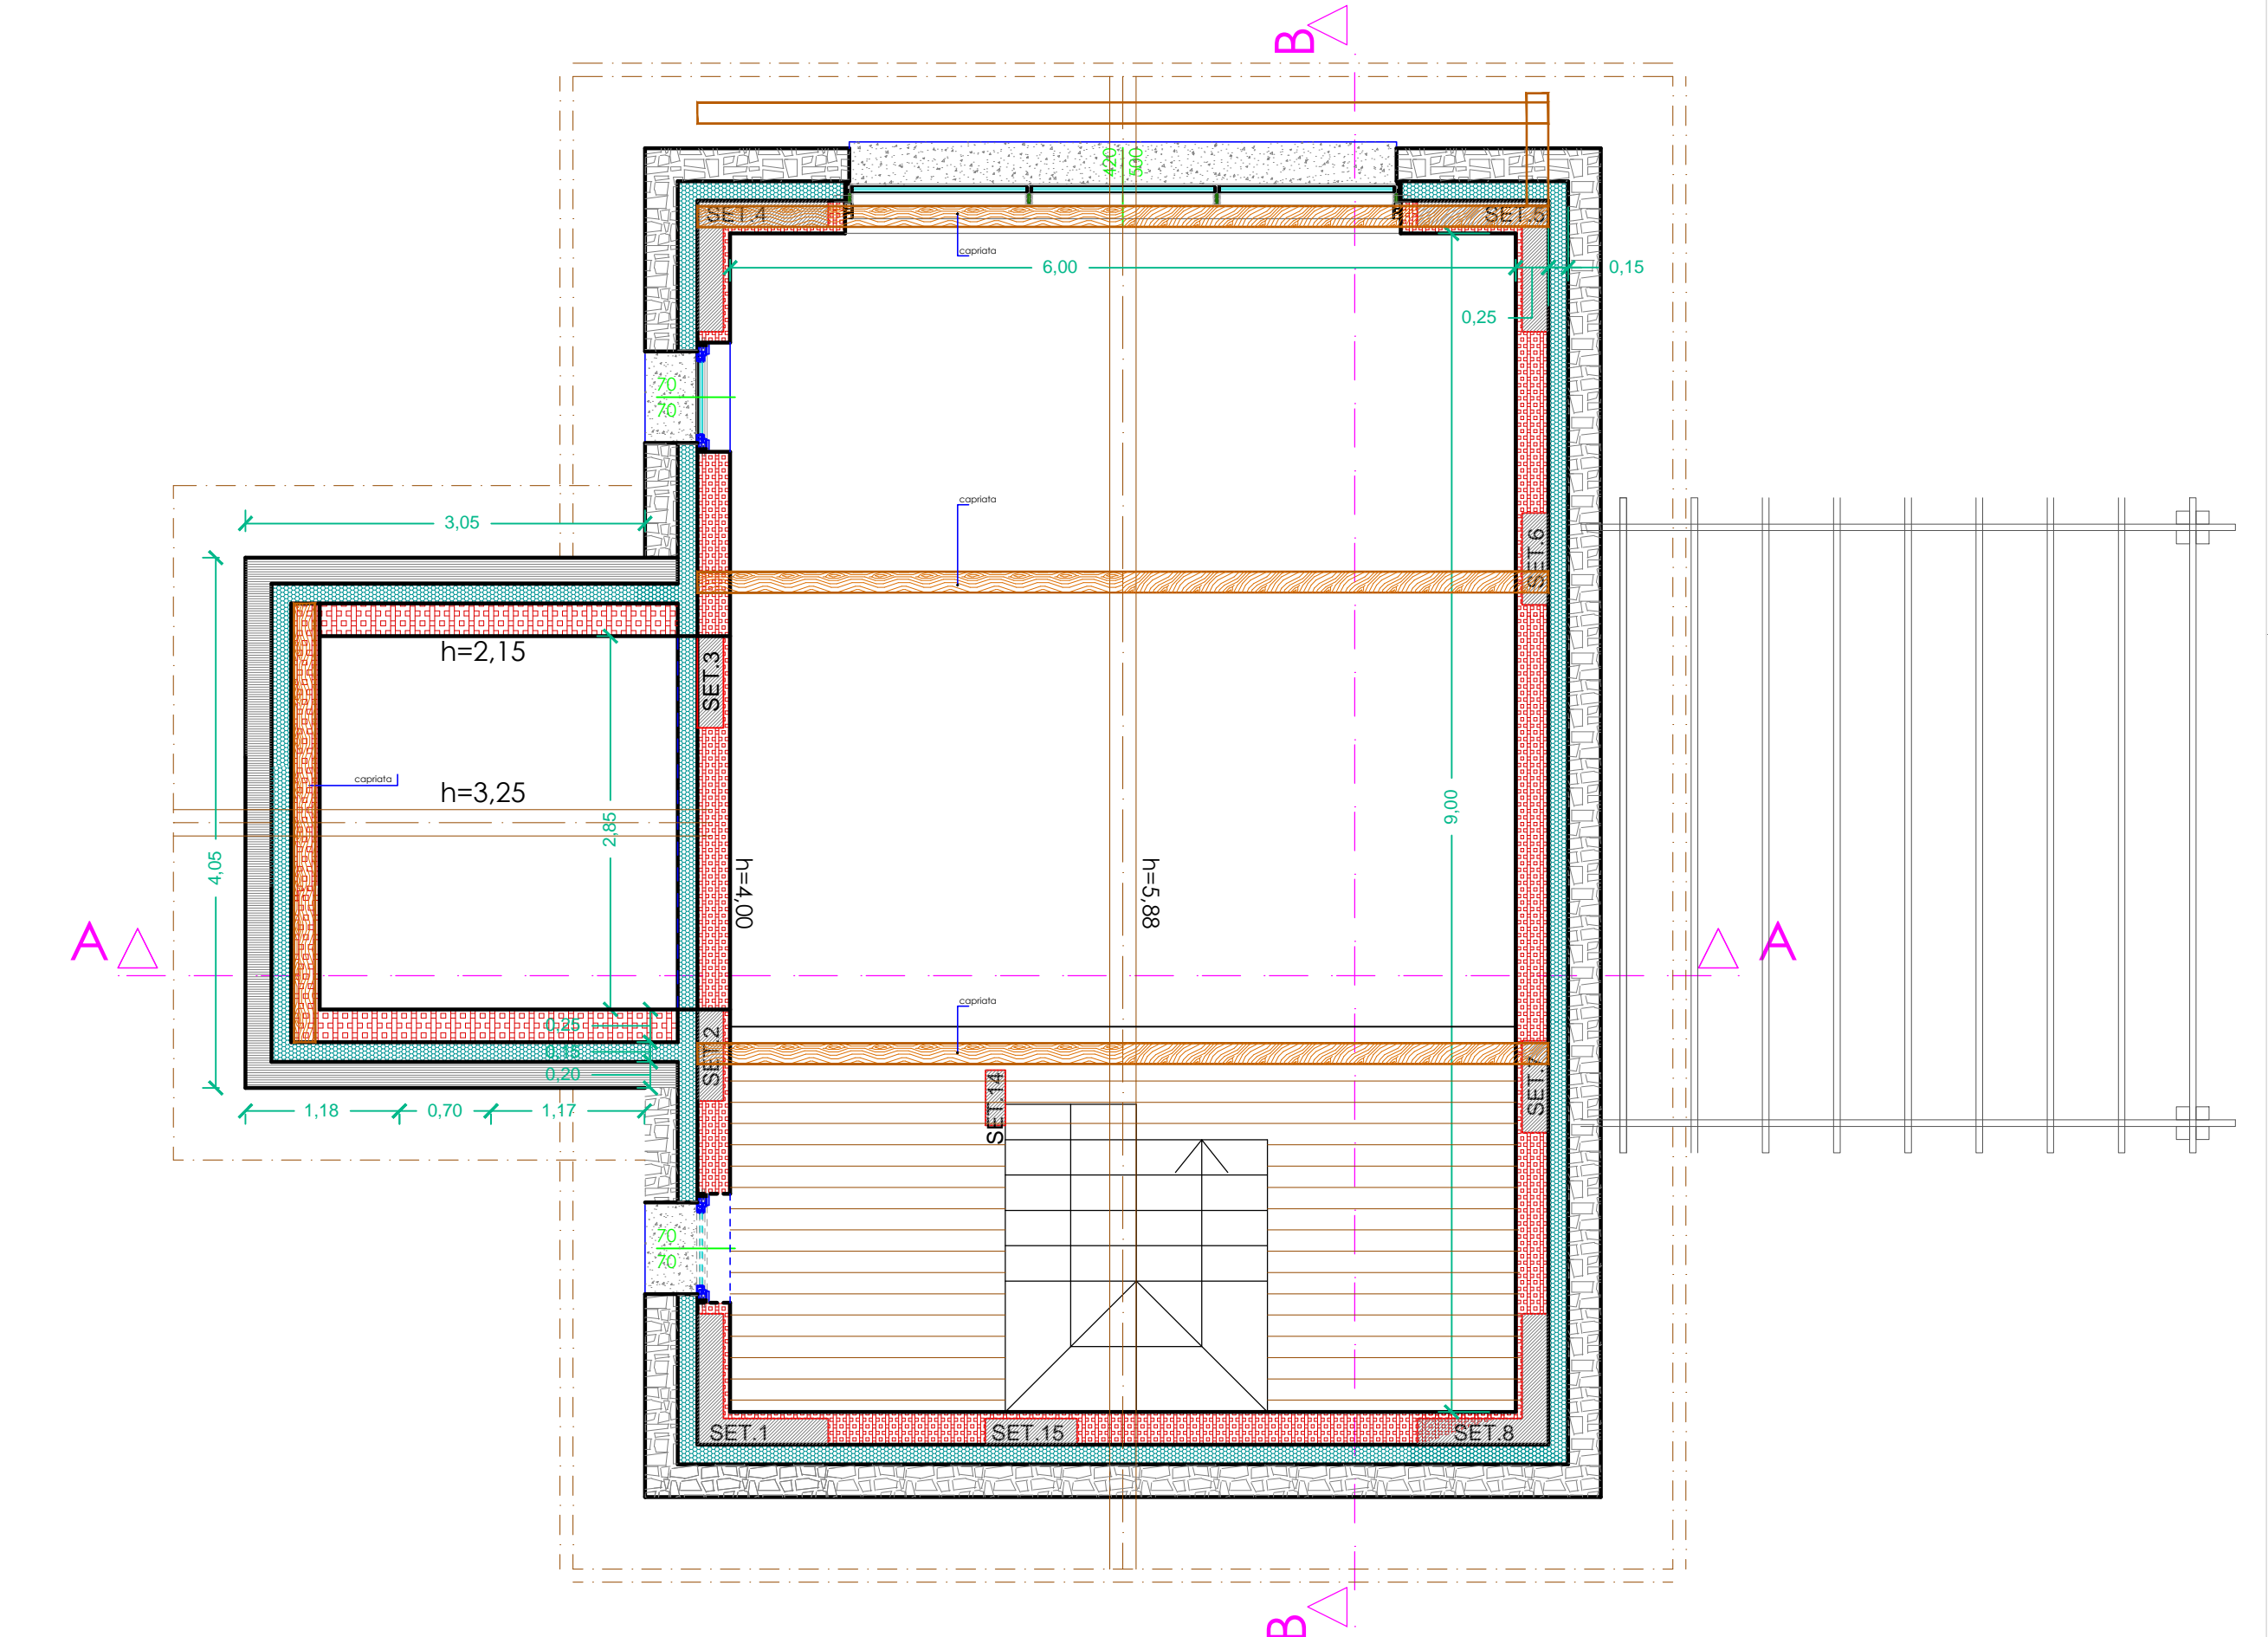 B
420
500
SET.4
SET.5
capriata
6,00
0,15
0,25
70
70
capriata
3,05
SET.6
h=2,15
SET.3
capriata
h=3,25
2,85
9,00
4,05
h=4,00
h=5,88
A
A
capriata
0,25
0,15
0,20
SET.2
SET.7
SET.14
1,18
0,70
1,17
70
70
SET.1
SET.15
SET.8
B